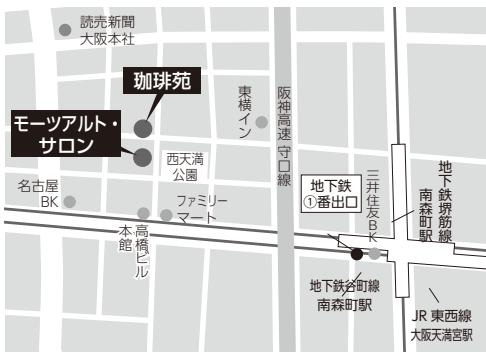 読売新聞
大阪本社
珈琲苑
モーツアルト・
サロン
東横イン
阪神高速 守口線
西天満
公園
名古屋
BK
ファミリー
マート
高橋ビル
本館
地下鉄
①番出口
三井住友BK
地下鉄堺筋線
南森町駅
地下鉄谷町線
南森町駅
JR 東西線
大阪天満宮駅